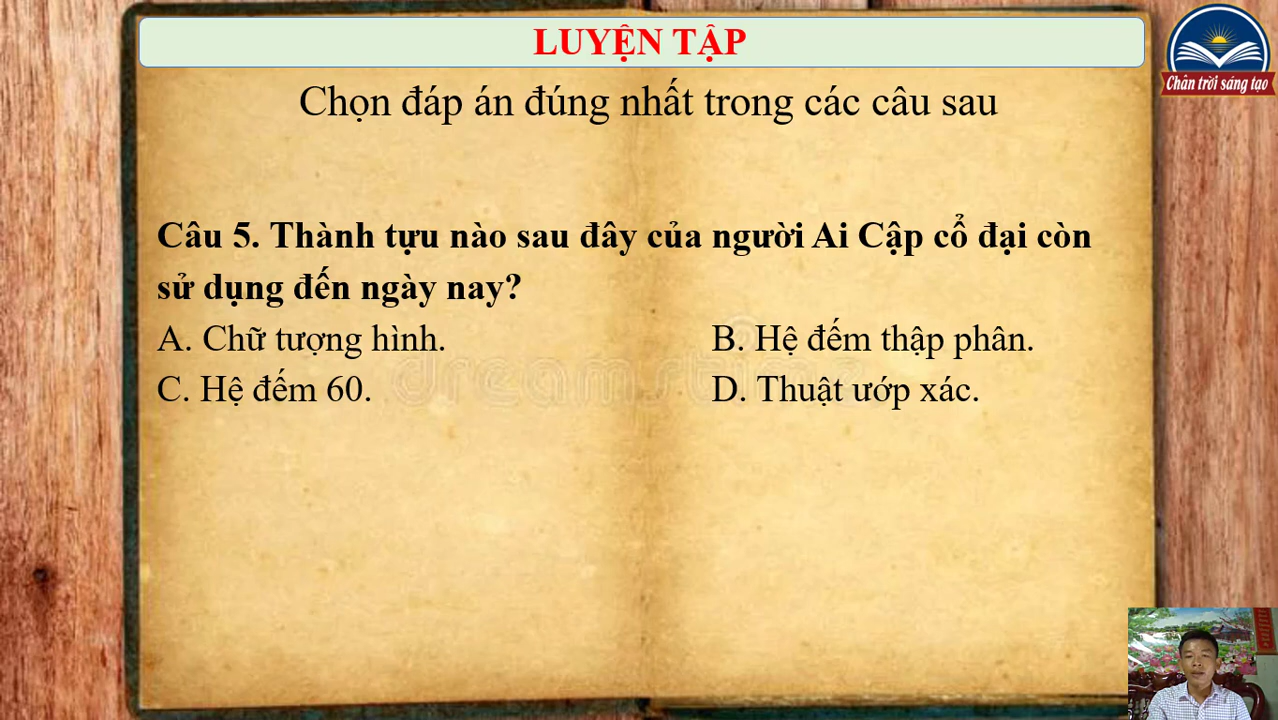 LUYỆN TẬP
Chân trời sáng tạo
Chọn đáp án đúng nhất trong các câu sau
Câu 5. Thành tựu nào sau đây của người Ai Cập cổ đại còn
sử dụng đến ngày nay?
A. Chữ tượng hình. B. Hệ đếm thập phân.
C. Hệ đếm 60. D. Thuật ướp xác.